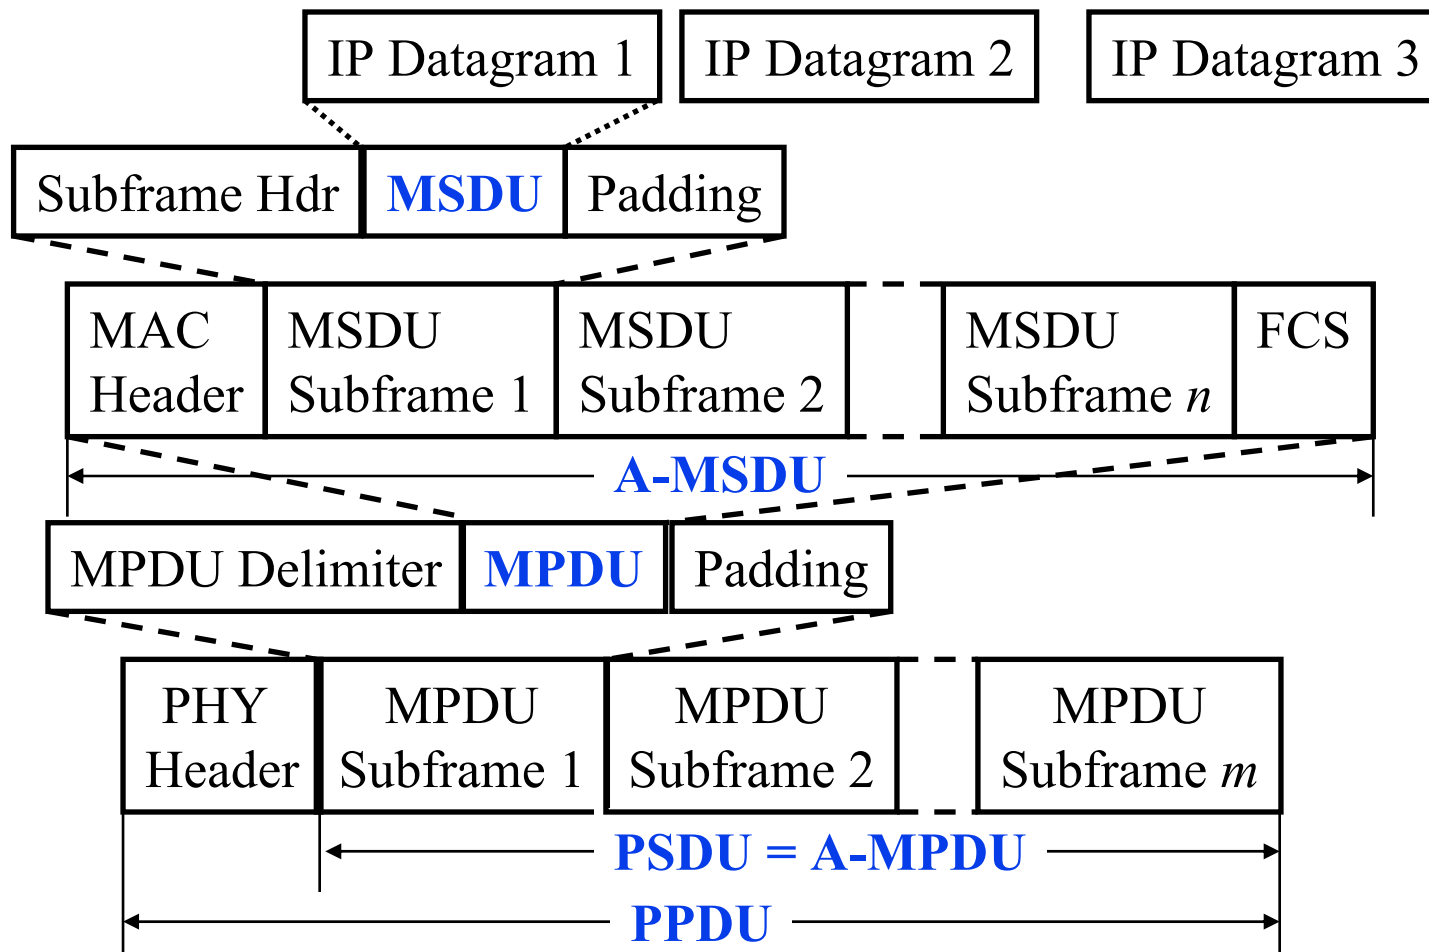 IP Datagram 1 IP Datagram 2 IP Datagram 3
Subframe Hdr MSDU Padding
MAC Header MSDU Subframe 1 MSDU Subframe 2 MSDU Subframe n FCS
A-MSDU
MPDU Delimiter MPDU Padding
PHY Header MPDU Subframe 1 MPDU Subframe 2 MPDU Subframe m
PSDU = A-MPDU
PPDU